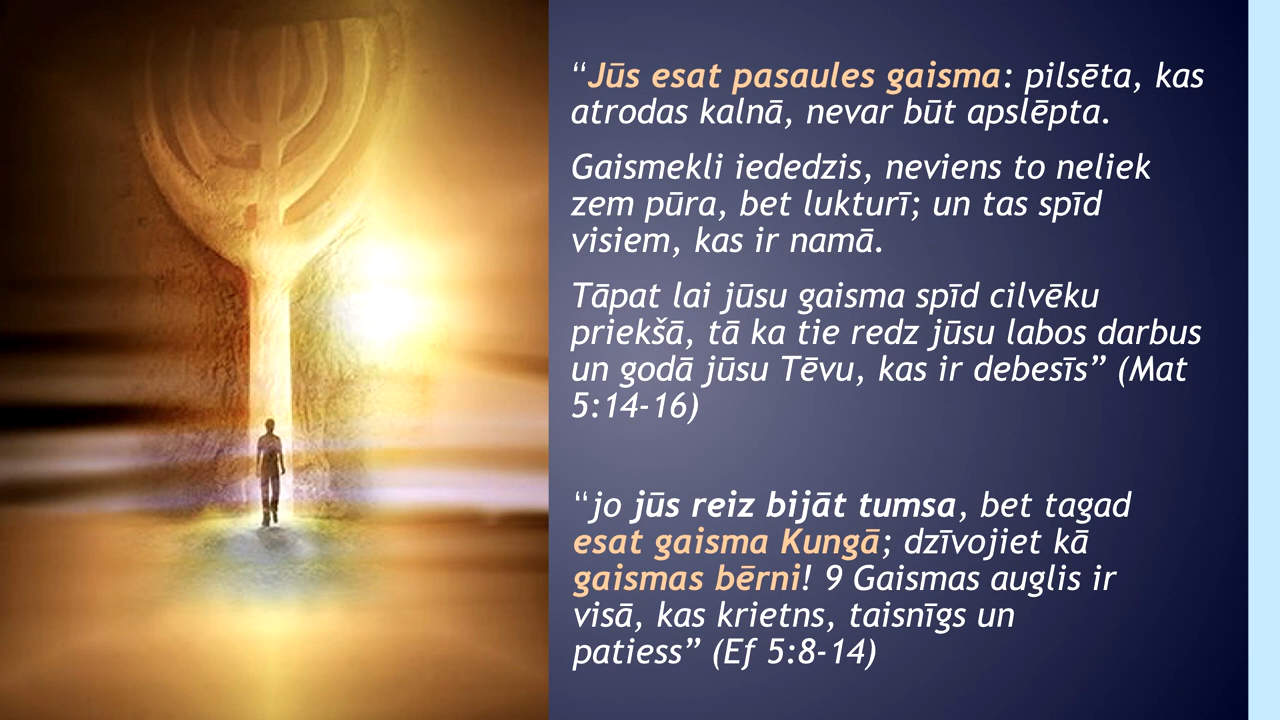 “Jūs esat pasaules gaisma: pilsēta, kas
atrodas kalnā, nevar būt apslēpta.
Gaismekli iededzis, neviens to neliek
zem pūra, bet lukturī; un tas spīd
visiem, kas ir namā.
Tāpat lai jūsu gaisma spīd cilvēku
priekšā, tā ka tie redz jūsu labos darbus
un godā jūsu Tēvu, kas ir debesīs” (Mat
5:14-16)
“jo jūs reiz bijāt tumsa, bet tagad
esat gaisma Kungā; dzīvojiet kā
gaismas bērni! 9 Gaismas auglis ir
visā, kas krietns, taisnīgs un
patiess” (Ef 5:8-14)